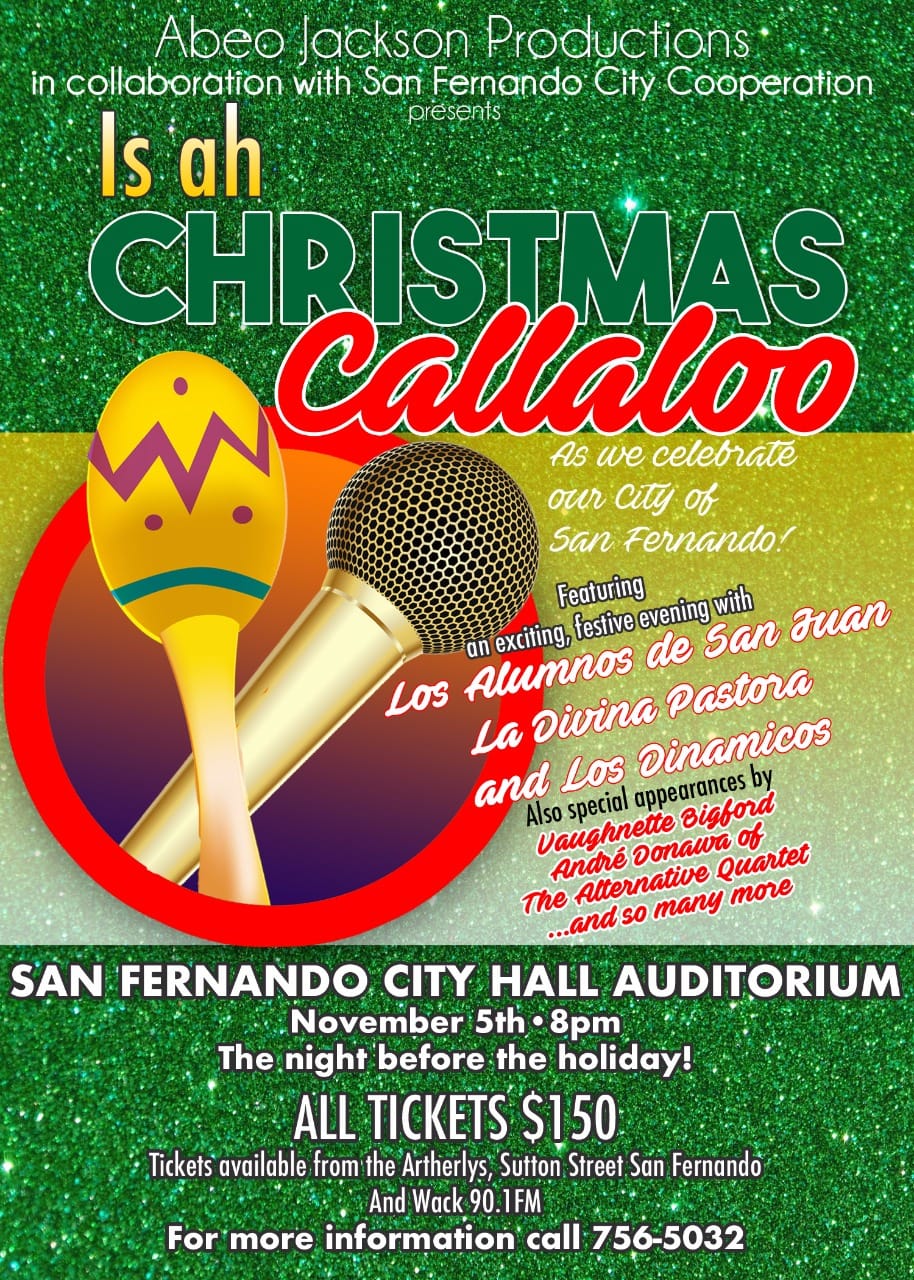 Abeo Jackson Productions
in collaboration with San Fernando City Cooperation
presents
Is ah
CHRISTMAS
Callaloo
As we celebrate
our City of
San Fernando!
Featuring
an exciting, festive evening with
Los Alumnos de San Juan
La Divina Pastora
and Los Dinamicos
Also special appearances by
Vaughnette Bigford
André Donawa of
The Alternative Quartet
...and so many more
SAN FERNANDO CITY HALL AUDITORIUM
November 5th•8pm
The night before the holiday!
ALL TICKETS $150
Tickets available from the Artherlys, Sutton Street San Fernando
And Wack 90.1FM
For more information call 756-5032